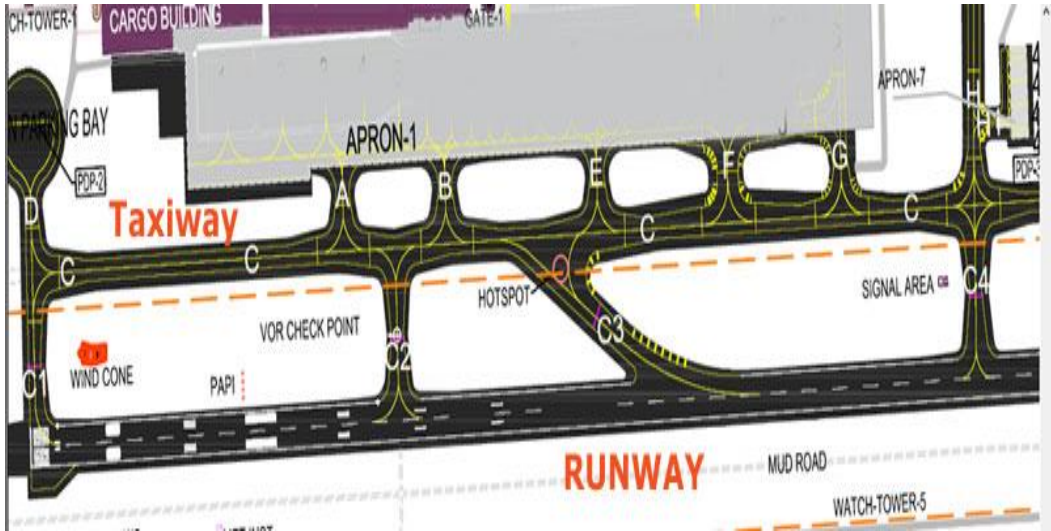 CH-TOWER-1
CARGO BUILDING
GATE-1
APRON-7
H
H
N PARKING BAY
APRON-1
PDP-2
PDP-3
A
B
E
F
G
D
Taxiway
C
C
C
C
HOTSPOT
SIGNAL AREA
C4
VOR CHECK POINT
C3
C2
C1
WIND CONE
PAPI
RUNWAY
MUD ROAD
WATCH-TOWER-5